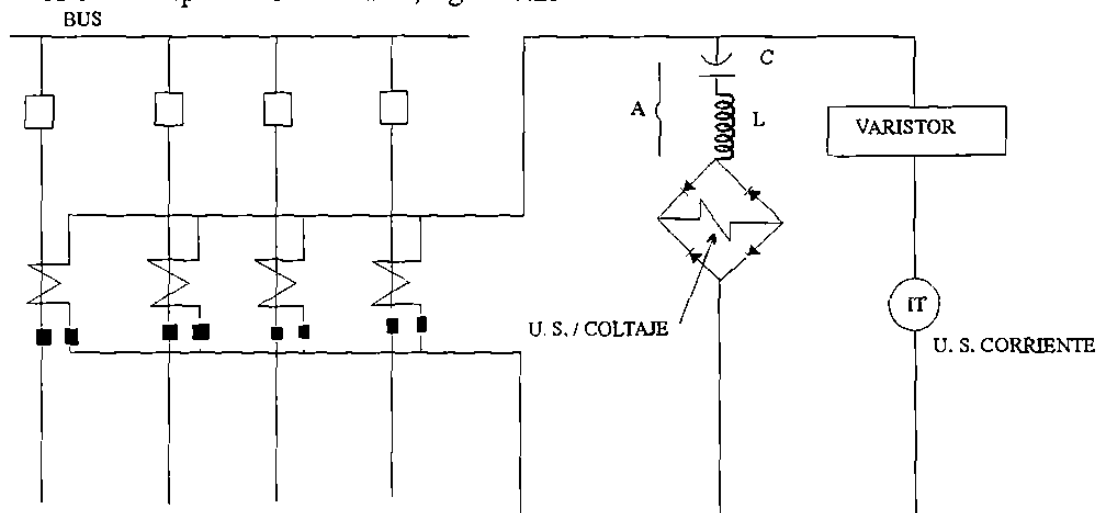 BUS
C
A
L
VARISTOR
U. S. / COLTAJE
IT
U. S. CORRIENTE